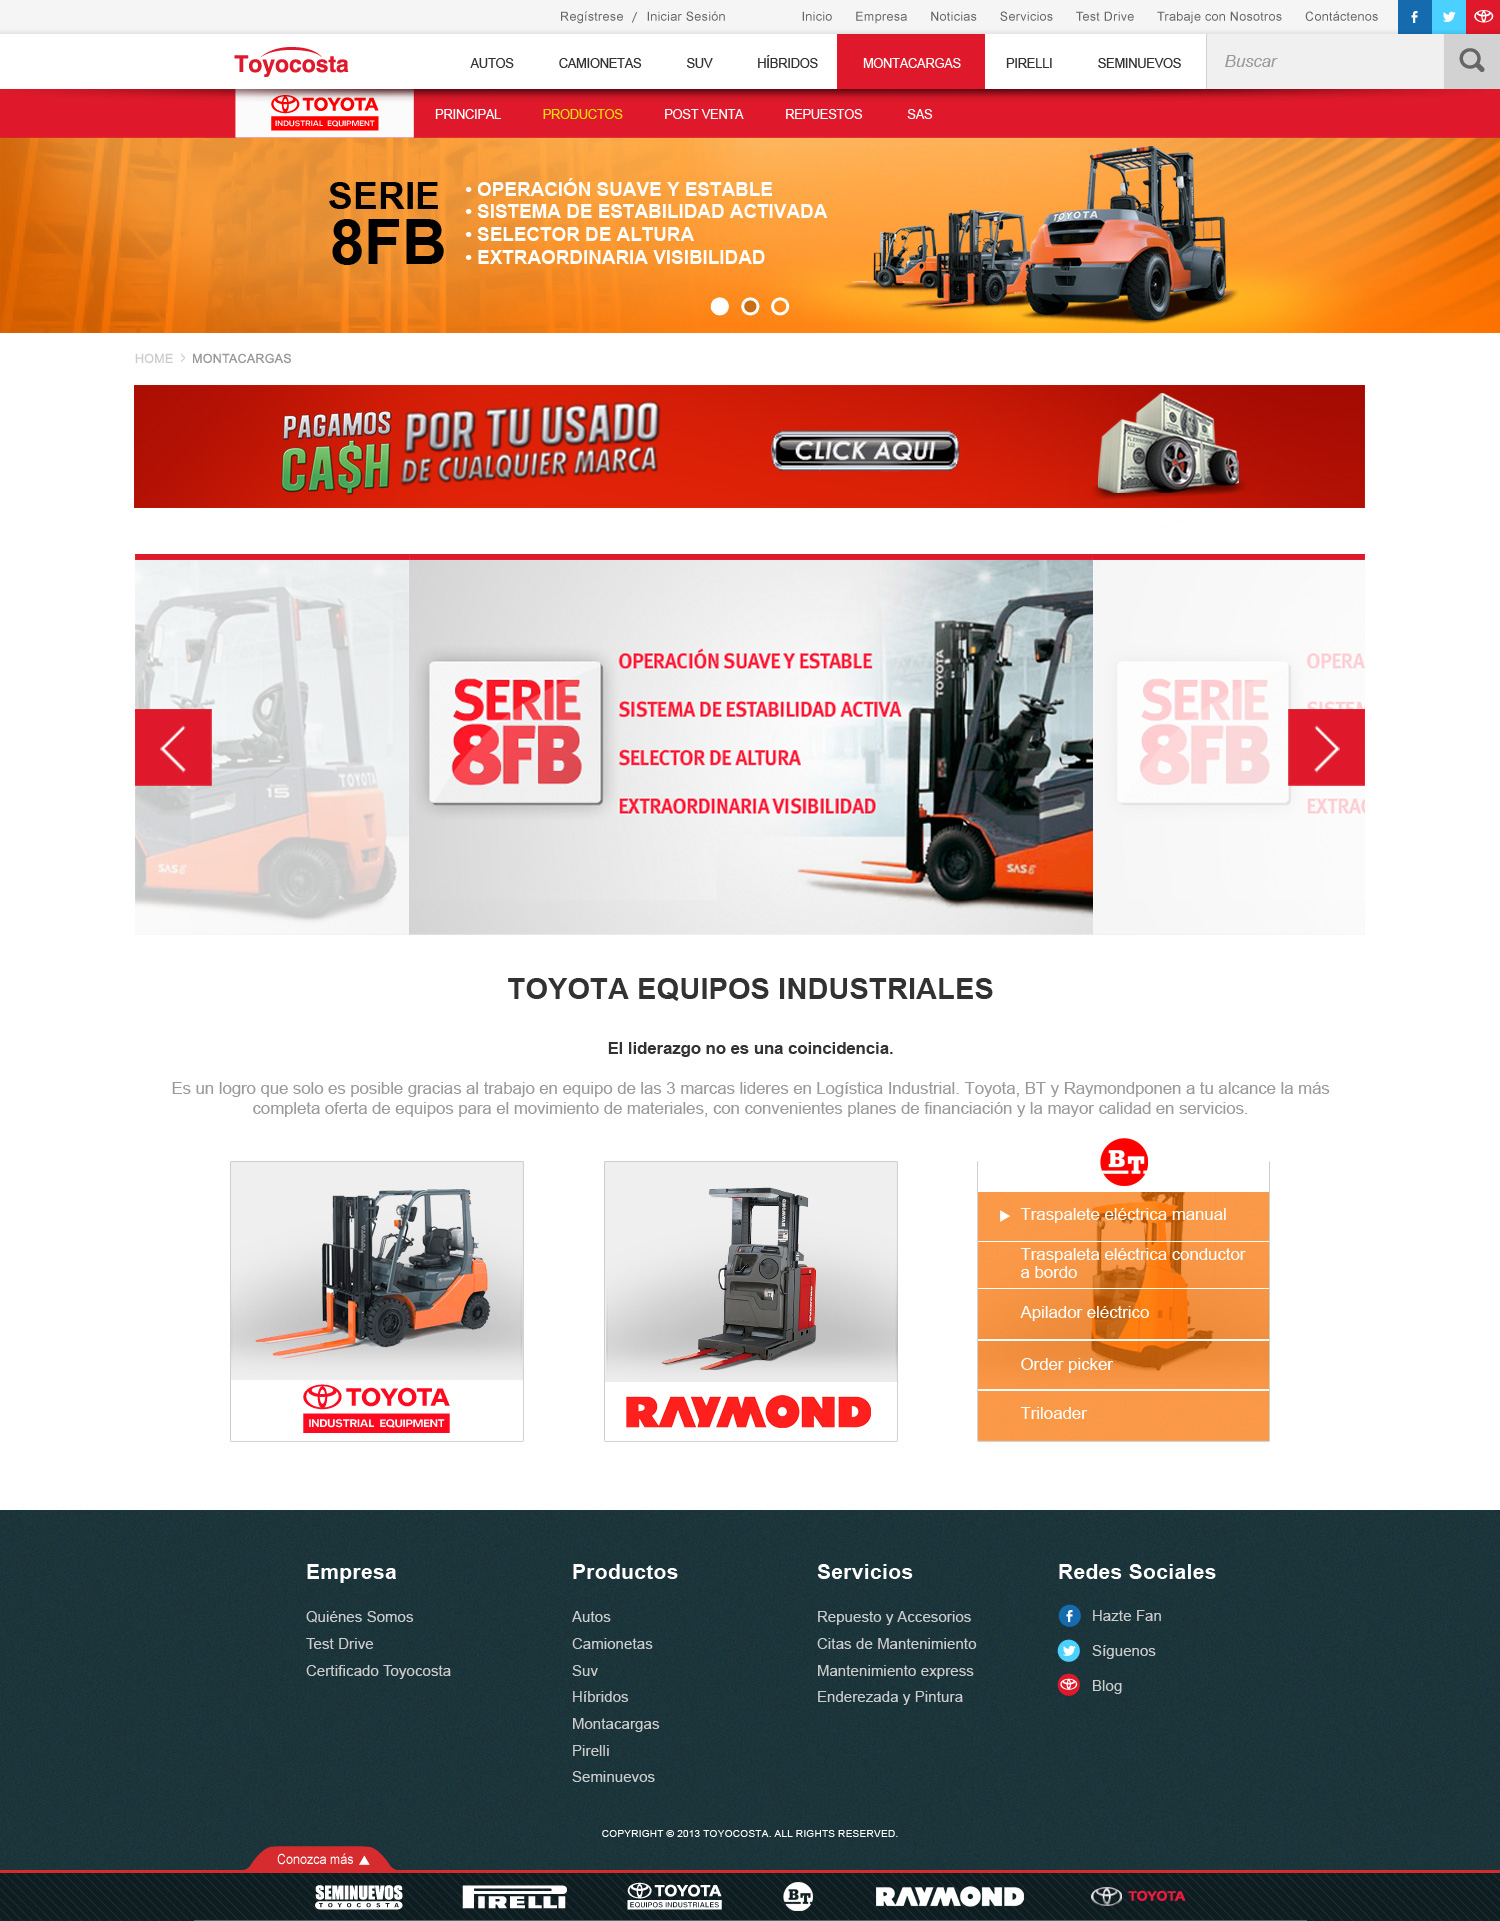 Regístrese / Iniciar Sesión
Inicio Empresa Noticias Servicios Test Drive Trabaje con Nosotros Contáctenos
Toyocosta
AUTOS CAMIONETAS SUV HÍBRIDOS MONTACARGAS PIRELLI SEMINUEVOS
Buscar
TOYOTA
INDUSTRIAL EQUIPMENT
PRINCIPAL PRODUCTOS POST VENTA REPUESTOS SAS
SERIE
8FB
• OPERACIÓN SUAVE Y ESTABLE
• SISTEMA DE ESTABILIDAD ACTIVADA
• SELECTOR DE ALTURA
• EXTRAORDINARIA VISIBILIDAD
TOYOTA
HOME > MONTACARGAS
PAGAMOS
CA$H
POR TU USADO
DE CUALQUIER MARCA
CLICK AQUI
TOYOTA
15
SAS
SERIE
8FB
OPERACIÓN SUAVE Y ESTABLE
SISTEMA DE ESTABILIDAD ACTIVA
SELECTOR DE ALTURA
EXTRAORDINARIA VISIBILIDAD
TOYOTA
SAS
SERIE
8FB
OPERA
SISTEM
EXTRAO
TOYOTA EQUIPOS INDUSTRIALES
El liderazgo no es una coincidencia.
Es un logro que solo es posible gracias al trabajo en equipo de las 3 marcas lideres en Logística Industrial. Toyota, BT y Raymondponen a tu alcance la más
completa oferta de equipos para el movimiento de materiales, con convenientes planes de financiación y la mayor calidad en servicios.
TOYOTA
INDUSTRIAL EQUIPMENT
RAYMOND
BT
Traspalete eléctrica manual
Traspaleta eléctrica conductor
a bordo
Apilador eléctrico
Order picker
Triloader
Empresa
Quiénes Somos
Test Drive
Certificado Toyocosta
Productos
Autos
Camionetas
Suv
Híbridos
Montacargas
Pirelli
Seminuevos
Servicios
Repuesto y Accesorios
Citas de Mantenimiento
Mantenimiento express
Enderezada y Pintura
Redes Sociales
Hazte Fan
Síguenos
Blog
COPYRIGHT © 2013 TOYOCOSTA. ALL RIGHTS RESERVED.
Conozca más
SEMINUEVOS
TOYOCOSTA
PIRELLI
TOYOTA
EQUIPOS INDUSTRIALES
BT
RAYMOND
TOYOTA